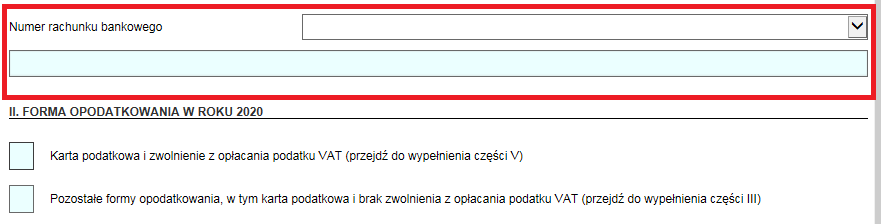 Numer rachunku bankowego
II. FORMA OPODATKOWANIA W ROKU 2020
Karta podatkowa i zwolnienie z opłacania podatku VAT (przejdź do wypełnienia części V)
Pozostałe formy opodatkowania, w tym karta podatkowa i brak zwolnienia z opłacania podatku VAT (przejdź do wypełnienia części III)